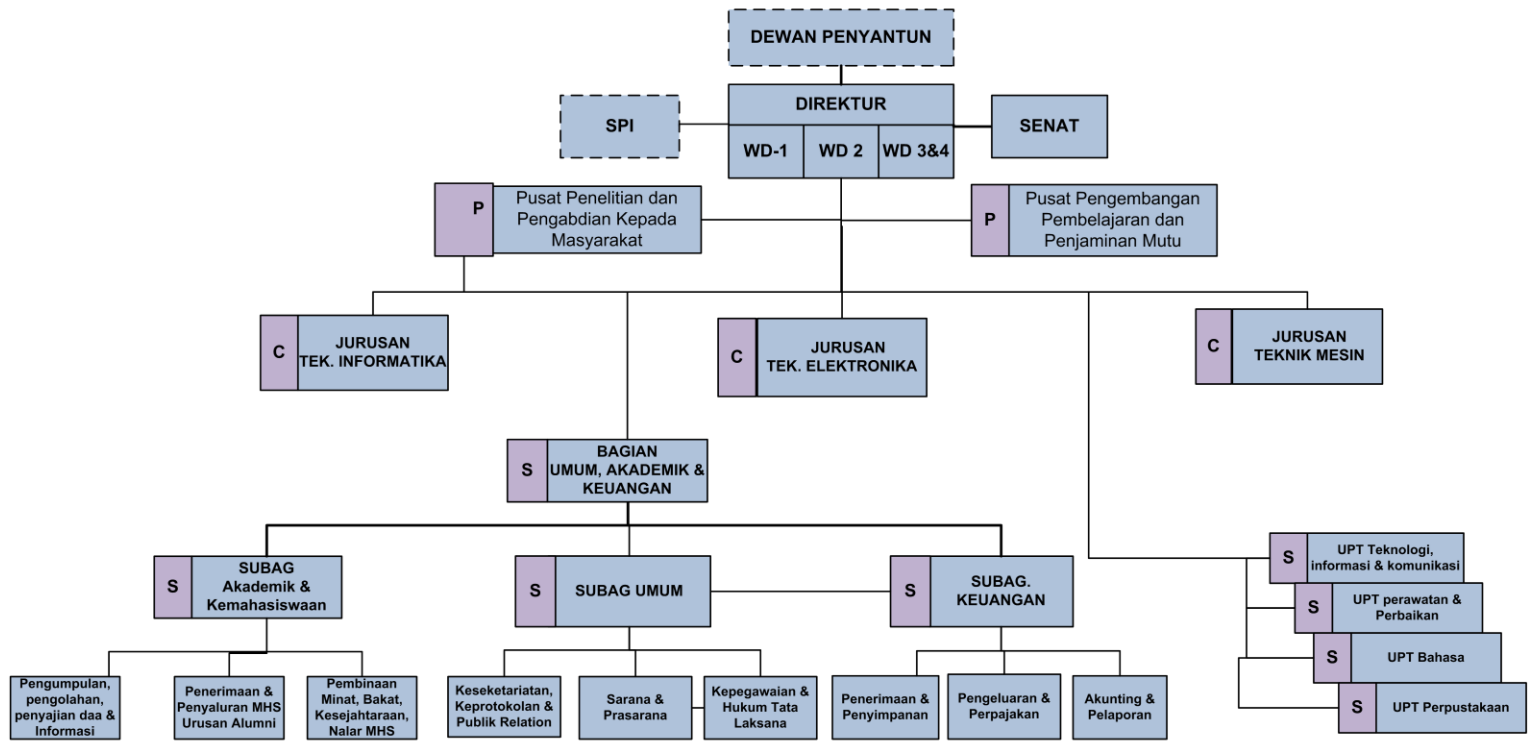 DEWAN PENYANTUN
DIREKTUR
SPI
SENAT
WD-1
WD 2
WD 3&4
P
Pusat Penelitian dan
Pengabdian Kepada
Masyarakat
P
Pusat Pengembangan
Pembelajaran dan
Penjaminan Mutu
C
JURUSAN
TEK. INFORMATIKA
C
JURUSAN
TEK. ELEKTRONIKA
C
JURUSAN
TEKNIK MESIN
S
BAGIAN
UMUM, AKADEMIK &
KEUANGAN
S
SUBAG
Akademik &
Kemahasiswaan
S
SUBAG UMUM
S
SUBAG.
KEUANGAN
S
UPT Teknologi,
informasi & komunikasi
S
UPT perawatan &
Perbaikan
S
UPT Bahasa
S
UPT Perpustakaan
Pengumpulan,
pengolahan,
penyajian daa &
Informasi
Penerimaan &
Penyaluran MHS
Urusan Alumni
Pembinaan
Minat, Bakat,
Kesejahtaraan,
Nalar MHS
Keseketariatan,
Keprotokolan &
Publik Relation
Sarana &
Prasarana
Kepegawaian &
Hukum Tata
Laksana
Penerimaan &
Penyimpanan
Pengeluaran &
Perpajakan
Akunting &
Pelaporan